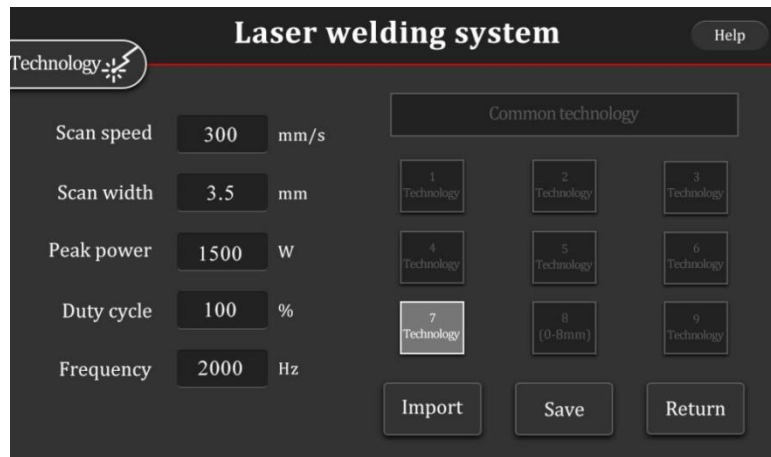 Laser welding system
Help
Technology
Scan speed 300 mm/s
Scan width 3.5 mm
Peak power 1500 W
Duty cycle 100 %
Frequency 2000 Hz
Common technology
1
Technology
2
Technology
3
Technology
4
Technology
5
Technology
6
Technology
7
Technology
8
(0-8mm)
9
Technology
Import
Save
Return